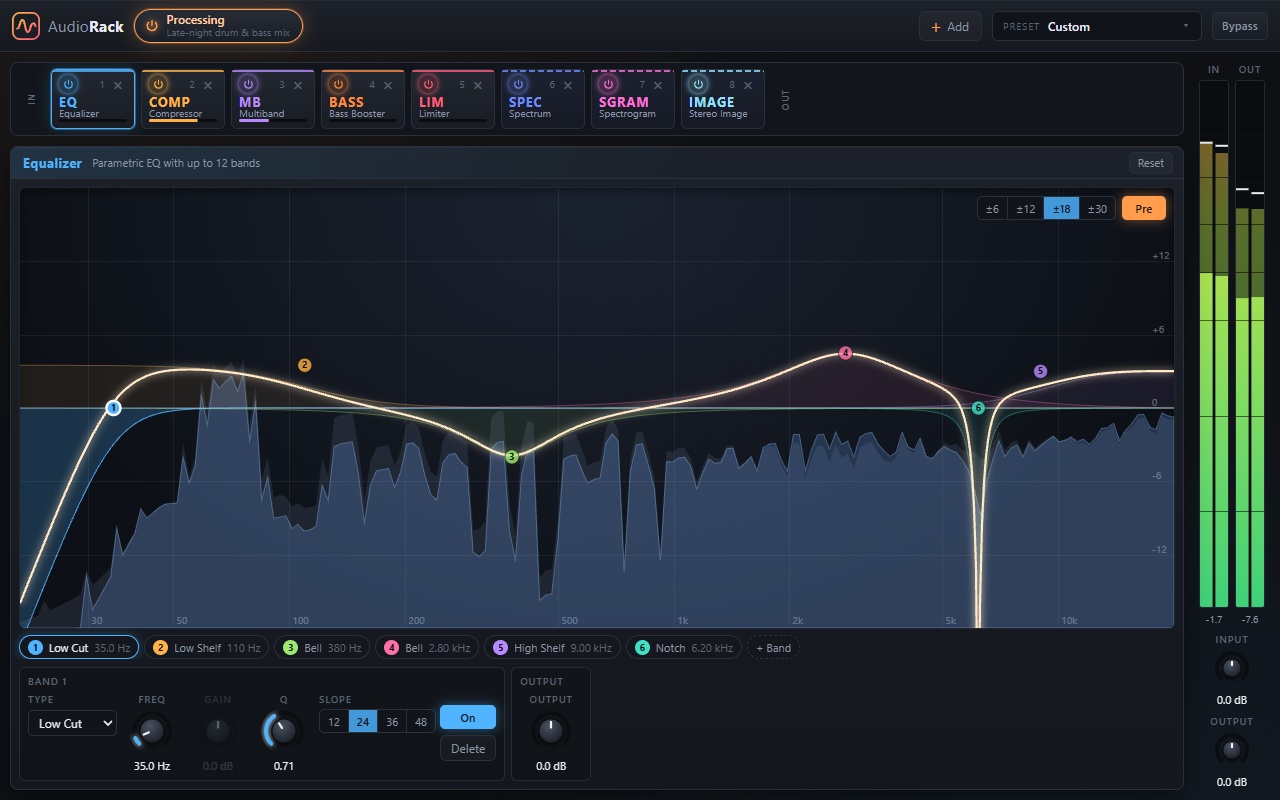 AudioRack
Processing
Late-night drum & bass mix
+ Add
PRESET Custom
Bypass
IN
1
EQ
Equalizer
2
COMP
Compressor
3
MB
Multiband
4
BASS
Bass Booster
5
LIM
Limiter
6
SPEC
Spectrum
7
SGRAM
Spectrogram
8
IMAGE
Stereo Image
OUT
IN OUT
Equalizer Parametric EQ with up to 12 bands
Reset
±6 ±12 ±18 ±30 Pre
+12
+6
0
-6
-12
1
2
3
4
5
6
30 50 100 200 500 1k 2k 5k 10k
1 Low Cut 35.0 Hz
2 Low Shelf 110 Hz
3 Bell 380 Hz
4 Bell 2.80 kHz
5 High Shelf 9.00 kHz
6 Notch 6.20 kHz
+ Band
BAND 1
TYPE FREQ GAIN Q SLOPE
Low Cut
12 24 36 48
On
Delete
35.0 Hz 0.0 dB 0.71
OUTPUT
OUTPUT
0.0 dB
-1.7 -7.6
INPUT
0.0 dB
OUTPUT
0.0 dB